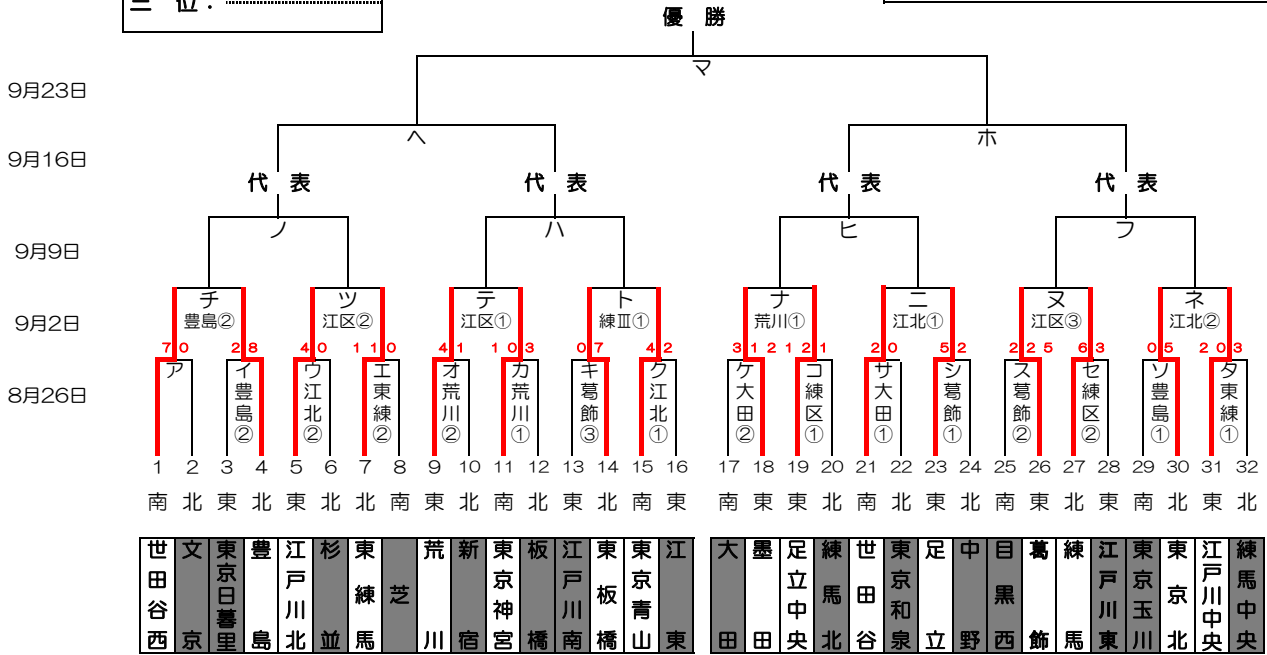 三 位：
優 勝
マ
9月23日
ヘ
ホ
9月16日
代 表
代 表
代 表
代 表
ノ
ハ
ヒ
フ
9月9日
チ
ツ
テ
ト
ナ
ニ
ヌ
ネ
9月2日
豊島②
江区②
江区①
練Ⅲ①
荒川①
江北①
江区③
江北②
7 0
2 8
4 0
1 1 0
4 1
1 0 3
0 7
4 2
3 1 2
1 2 1
2 0
5 2
2 2 5
6 3
0 5
2 0 3
8月26日
ア
イ豊島②
ウ江北②
エ東練②
オ荒川②
カ荒川①
キ葛飾③
ク江北①
ケ大田②
コ練区①
サ大田①
シ葛飾①
ス葛飾②
セ練区②
ソ豊島①
タ東練①
1 2 3 4 5 6 7 8 9 10 11 12 13 14 15 16 17 18 19 20 21 22 23 24 25 26 27 28 29 30 31 32
南 北 東 北 東 北 北 南 南 東 北 北 南 北 南 東 南 東 東 北 南 北 東 北 南 東 北 東 南 北 東 北
世田谷西
文京
東京日暮里
豊島
江戸川北
杉並
東練馬
芝
荒川
新宿
東京神宮
板橋
江戸川南
東板橋
東京青山
江東
大田
墨田
足立中央
練馬北
世田谷
東京和泉
足立
中野
目黒西
葛飾
練馬
江戸川東
東京玉川
東京北
江戸川中央
練馬中央